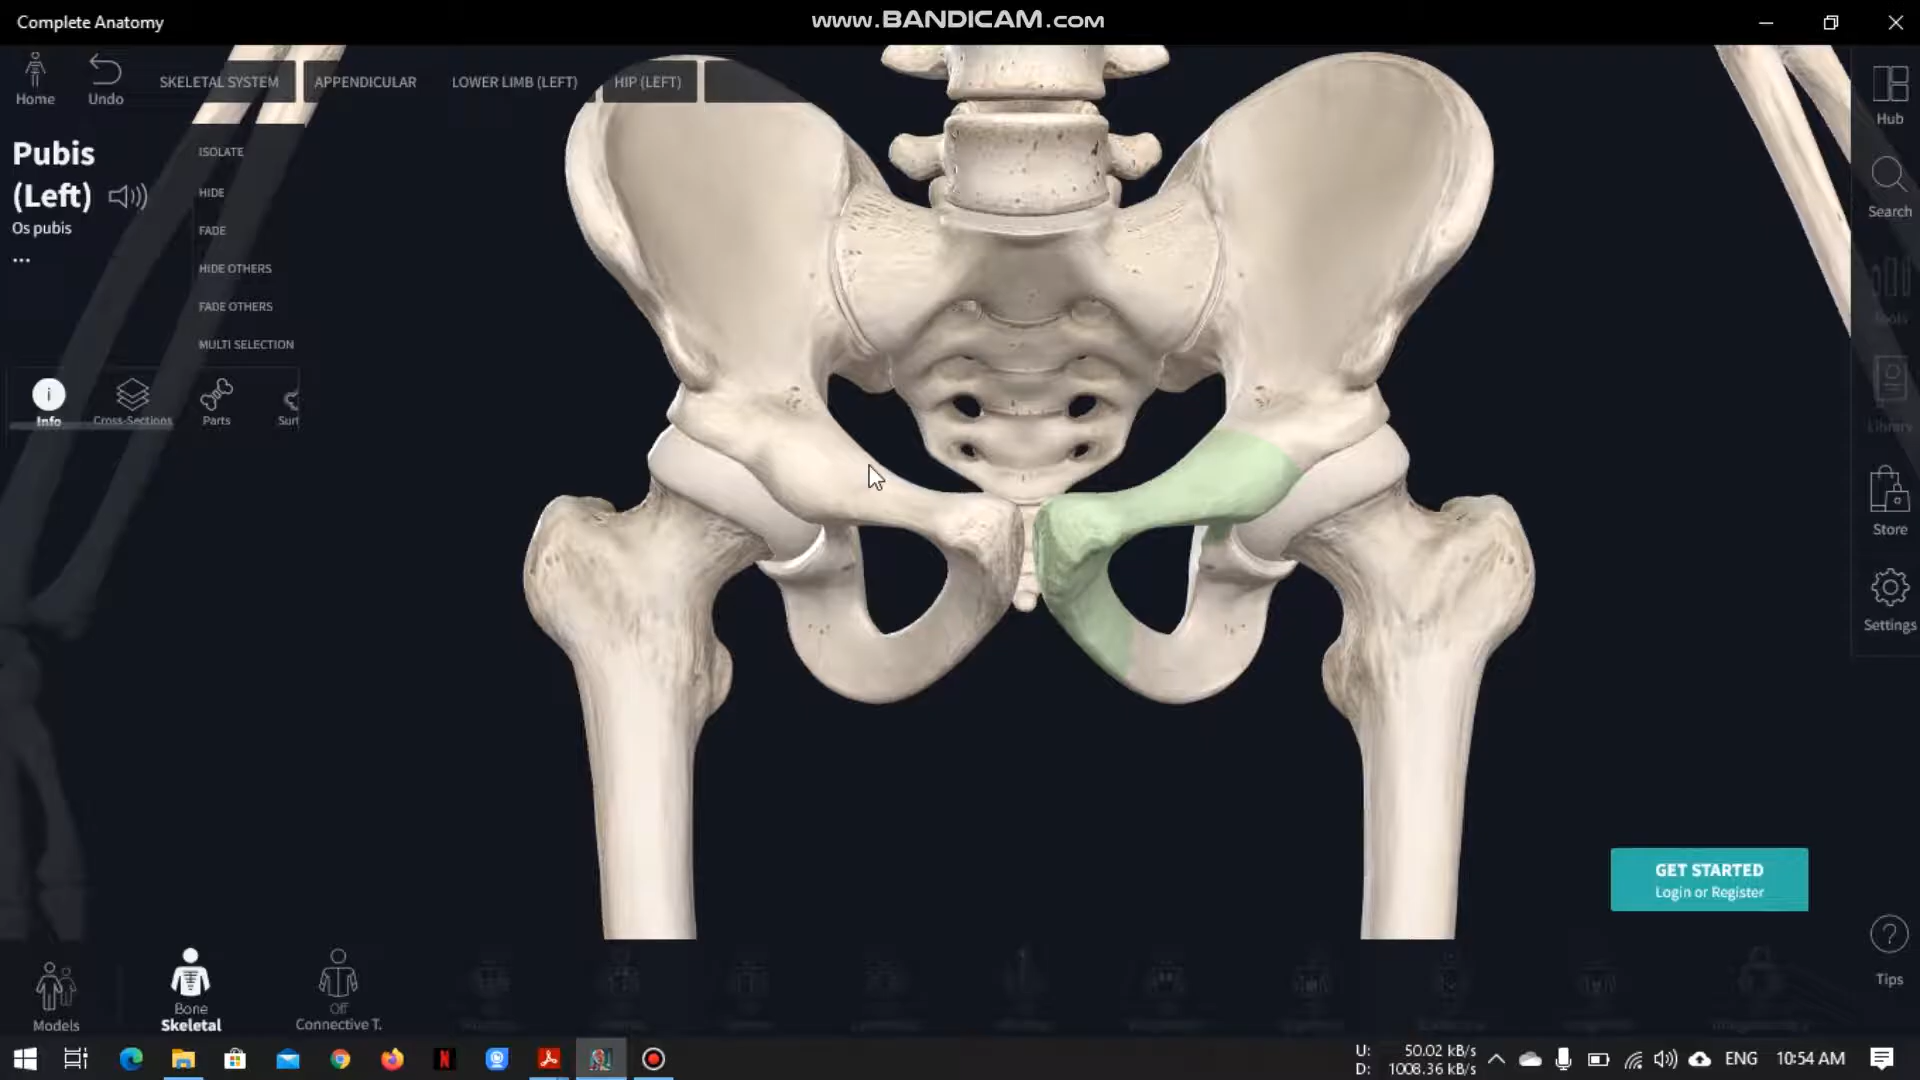 Complete Anatomy
www.BANDICAM.com
Home
Undo
SKELETAL SYSTEM
APPENDICULAR
LOWER LIMB (LEFT)
HIP (LEFT)
Pubis
(Left)
Os pubis
...
ISOLATE
HIDE
FADE
HIDE OTHERS
FADE OTHERS
MULTI SELECTION
Info
Cross-Sections
Parts
Surf
Hub
Search
Tools
Library
Store
Settings
GET STARTED
Login or Register
Tips
Models
Bone
Skeletal
Off
Connective T.
U: 50.02 kB/s
D: 1008.36 kB/s
ENG
10:54 AM